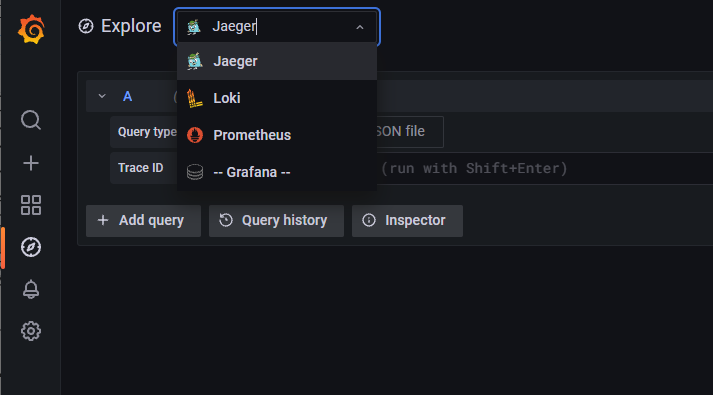 Explore
Jaeger
Jaeger
A
Loki
Query type
JSON file
Prometheus
Trace ID
(run with Shift+Enter)
-- Grafana --
Add query
Query history
Inspector